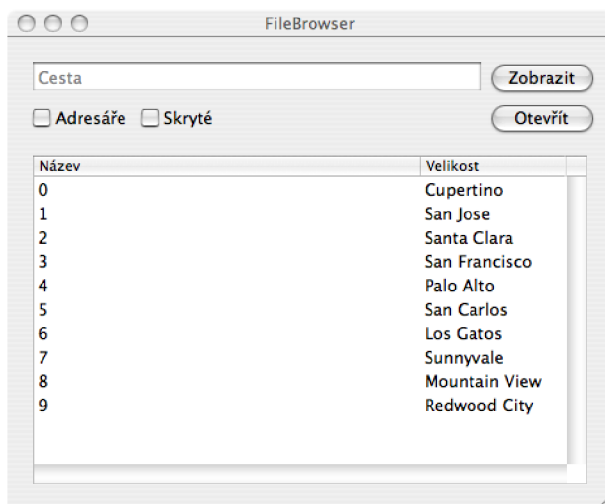 FileBrowser
Cesta Zobrazit
Adresáře Skryté Otevřít
Název Velikost
0 Cupertino
1 San Jose
2 Santa Clara
3 San Francisco
4 Palo Alto
5 San Carlos
6 Los Gatos
7 Sunnyvale
8 Mountain View
9 Redwood City